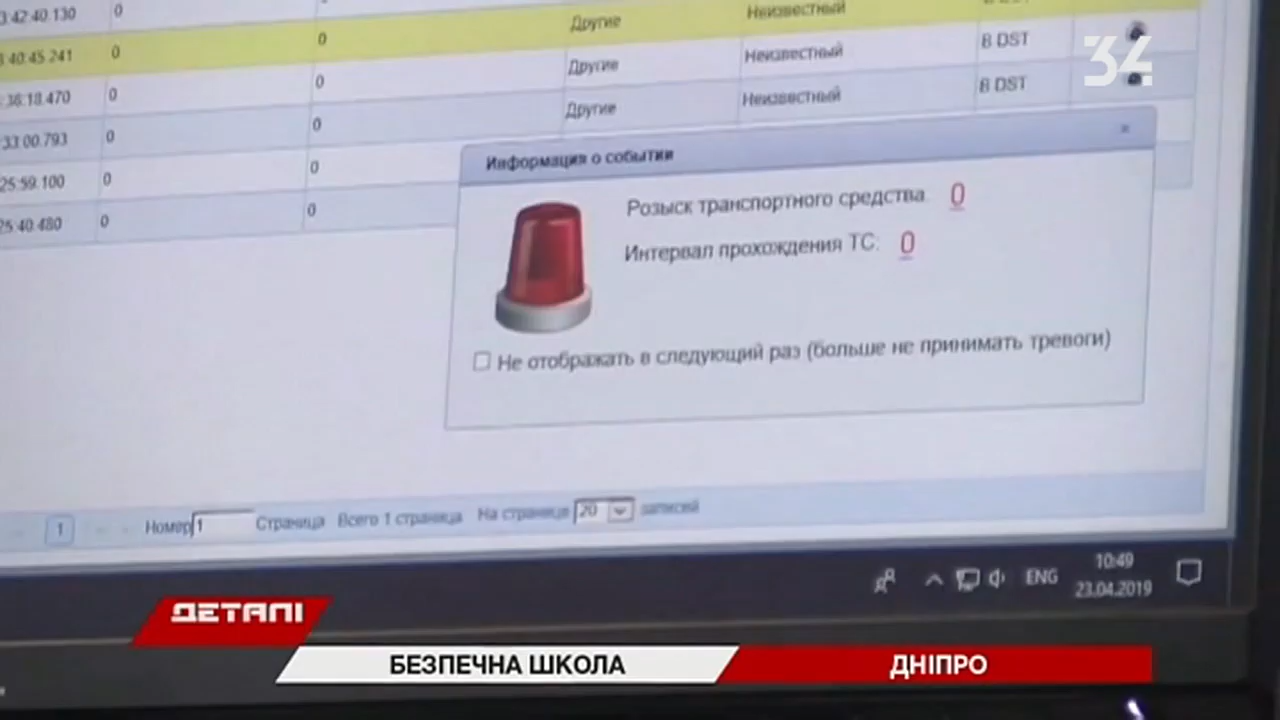 3:42:40.130 0 Другие Неизвестный
40:45.241 0 0 Другие Неизвестный В DST
36:18.470 0 0 Другие Неизвестный В DST
33:00.793 0 0
25:59.100 0 0
25:40.480 0 0
34
Информация о событии
Розыск транспортного средства: 0
Интервал прохождения ТС: 0
Не отображать в следующий раз (больше не принимать тревоги)
1 Номер 1 Страница Всего 1 страница На странице 20 записей
ENG 10:49
23.04.2019
ДЕТАЛІ
БЕЗПЕЧНА ШКОЛА ДНІПРО